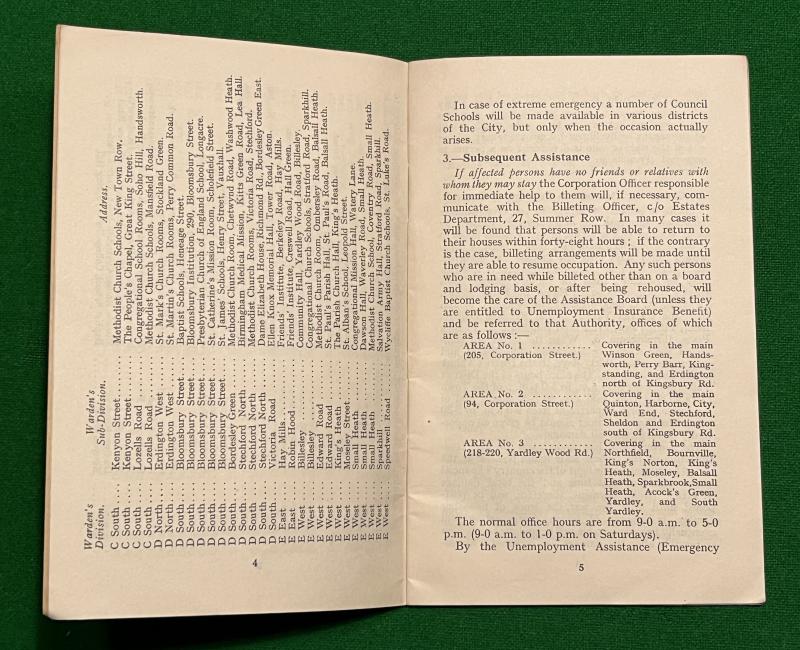 Warden's Division. Warden's Sub-Division. Address.
C South .... Kenyon Street...... Methodist Church Schools, New Town Row.
C South .... Kenyon Street...... The People's Chapel, Great King Street.
C South .... Lozells Road ...... Congregational School Rooms, Soho Hill, Handsworth.
C South .... Lozells Road ...... Methodist Church Schools, Mansfield Road.
D North .... Erdington West .... St. Mark's Church Rooms, Stockland Green.
D North .... Erdington West .... St. Martin's Church Rooms, Perry Common Road.
D South .... Bloomsbury Street.. Baptist Schools, Heneage Street.
D South .... Bloomsbury Street.. Bloomsbury Institution, 290, Bloomsbury Street.
D South .... Bloomsbury Street.. Presbyterian Church of England School, Longacre.
D South .... Bloomsbury Street.. St. Catherine's Mission Room, Scholefield Street.
D South .... Bloomsbury Street.. St. James' Schools, Henry Street, Vauxhall.
D South .... Bordesley Green ... Methodist Church Room, Chetwynd Road, Washwood Heath.
D South .... Stechford North.... Birmingham Medical Mission, Kitts Green Road, Lea Hall.
D South .... Stechford North ... Methodist Church Rooms, Victoria Road, Stechford.
D South .... Stechford North ... Dame Elizabeth House, Richmond Rd., Bordesley Green East.
D South .... Victoria Road ..... Ellen Knox Memorial Hall, Tower Road, Aston.
E East ..... Hay Mills.......... Friends' Institute, Berkeley Road, Hay Mills.
E East ..... Robin Hood......... Friends' Institute, Creswell Road, Hall Green.
E West ..... Billesley ......... Community Hall, Yardley Wood Road, Billesley.
E West ..... Billesley ......... Congregational Church Schools, Stratford Road, Sparkhill.
E West ..... Edward Road ....... Methodist Church Room, Ombersley Road, Balsall Heath.
E West ..... Edward Road ....... St. Paul's Parish Hall, St. Paul's Road, Balsall Heath.
E West ..... King's Heath....... The Parish Church Hall, King's Heath.
E West ..... Moseley Street..... St. Alban's School, Leopold Street.
E West ..... Small Heath ....... Congregational Mission Hall, Watery Lane.
E West ..... Small Heath ....... Dawson Hall, Waverley Road, Small Heath.
E West ..... Small Heath ....... Methodist Church School, Coventry Road, Small Heath.
E West ..... Sparkhill ......... Salvation Army Hall, Stratford Road, Sparkhill.
E West ..... Speedwell Road .... Wycliffe Baptist Church Schools, St. Luke's Road.
4
In case of extreme emergency a number of Council
Schools will be made available in various districts
of the City, but only when the occasion actually
arises.
3.—Subsequent Assistance
If affected persons have no friends or relatives with
whom they may stay the Corporation Officer responsible
for immediate help to them will, if necessary, com-
municate with the Billeting Officer, c/o Estates
Department, 27, Summer Row. In many cases it
will be found that persons will be able to return to
their houses within forty-eight hours ; if the contrary
is the case, billeting arrangements will be made until
they are able to resume occupation. Any such persons
who are in need while billeted other than on a board
and lodging basis, or after being rehoused, will
become the care of the Assistance Board (unless they
are entitled to Unemployment Insurance Benefit)
and be referred to that Authority, offices of which
are as follows :—
AREA No. 1 ............ Covering in the main
(205, Corporation Street.) Winson Green, Hands-
worth, Perry Barr, King-
standing, and Erdington
north of Kingsbury Rd.
AREA No. 2 ............ Covering in the main
(94, Corporation Street.) Quinton, Harborne, City,
Ward End, Stechford,
Sheldon and Erdington
south of Kingsbury Rd.
AREA No. 3 ............ Covering in the main
(218-220, Yardley Wood Rd.) Northfield, Bournville,
King's Norton, King's
Heath, Moseley, Balsall
Heath, Sparkbrook, Small
Heath, Acock's Green,
Yardley, and South
Yardley.
The normal office hours are from 9-0 a.m. to 5-0
p.m. (9-0 a.m. to 1-0 p.m. on Saturdays).
By the Unemployment Assistance (Emergency
5